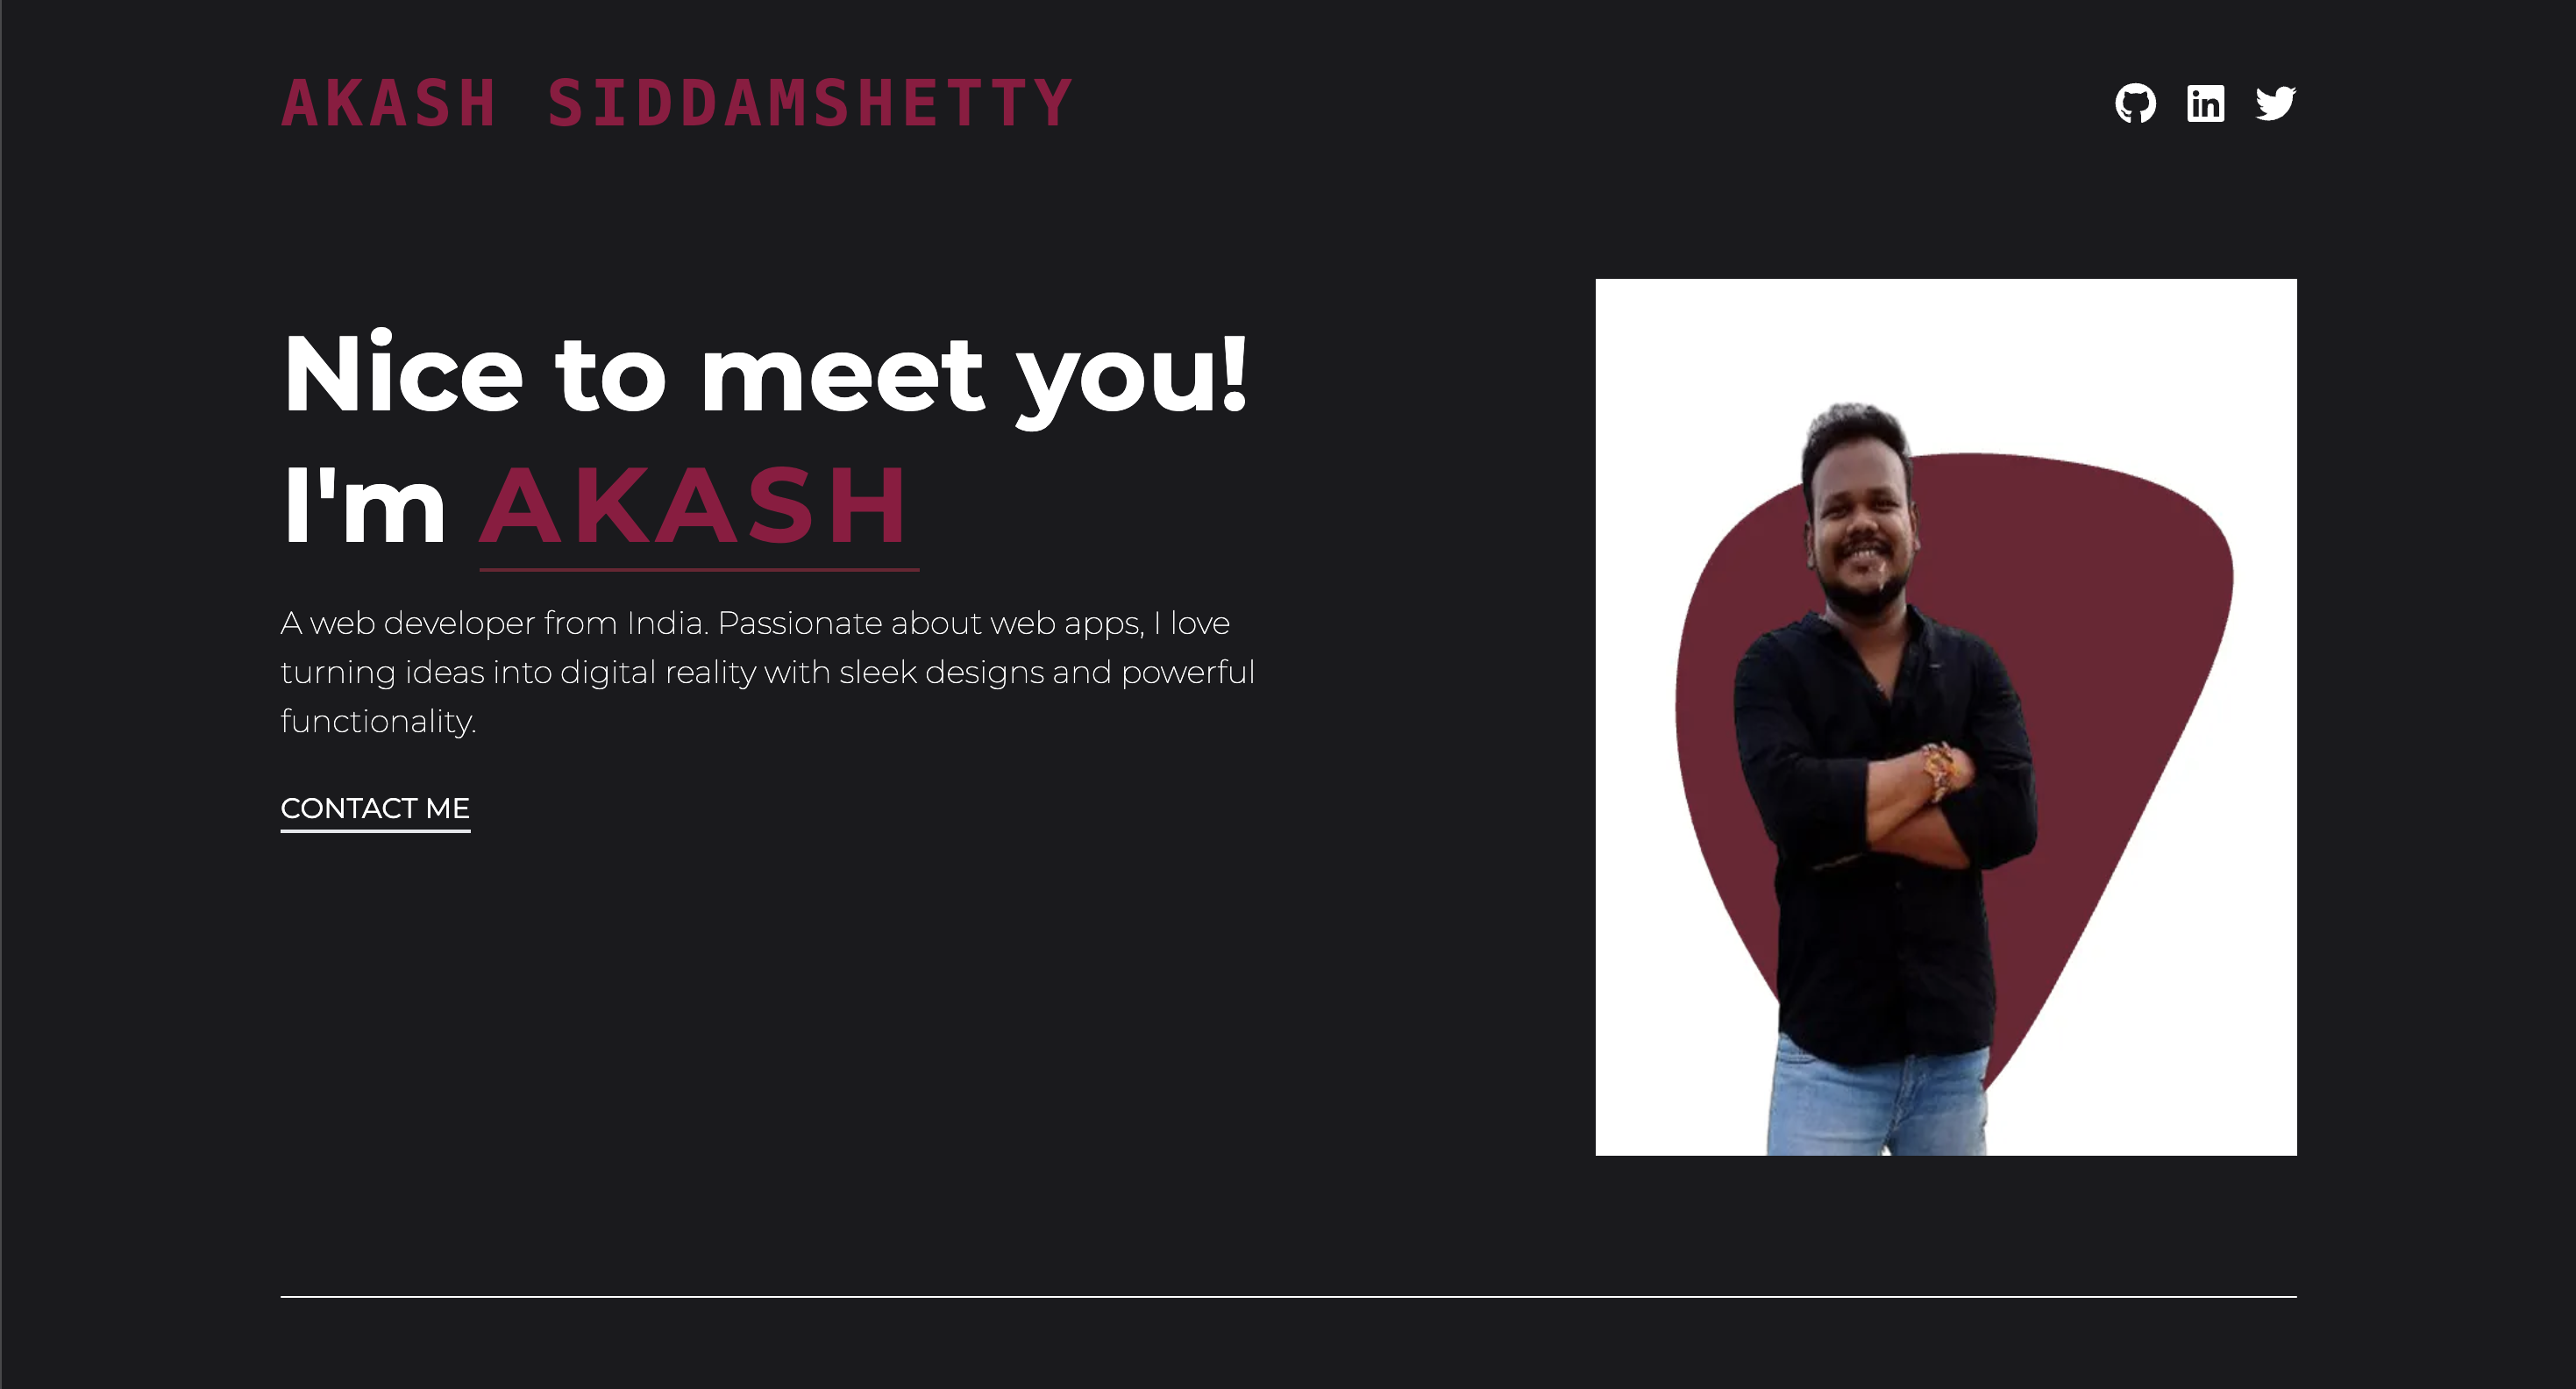 AKASH SIDDAMSHETTY
in
Nice to meet you!
I'm AKASH
A web developer from India. Passionate about web apps, I love
turning ideas into digital reality with sleek designs and powerful
functionality.
CONTACT ME